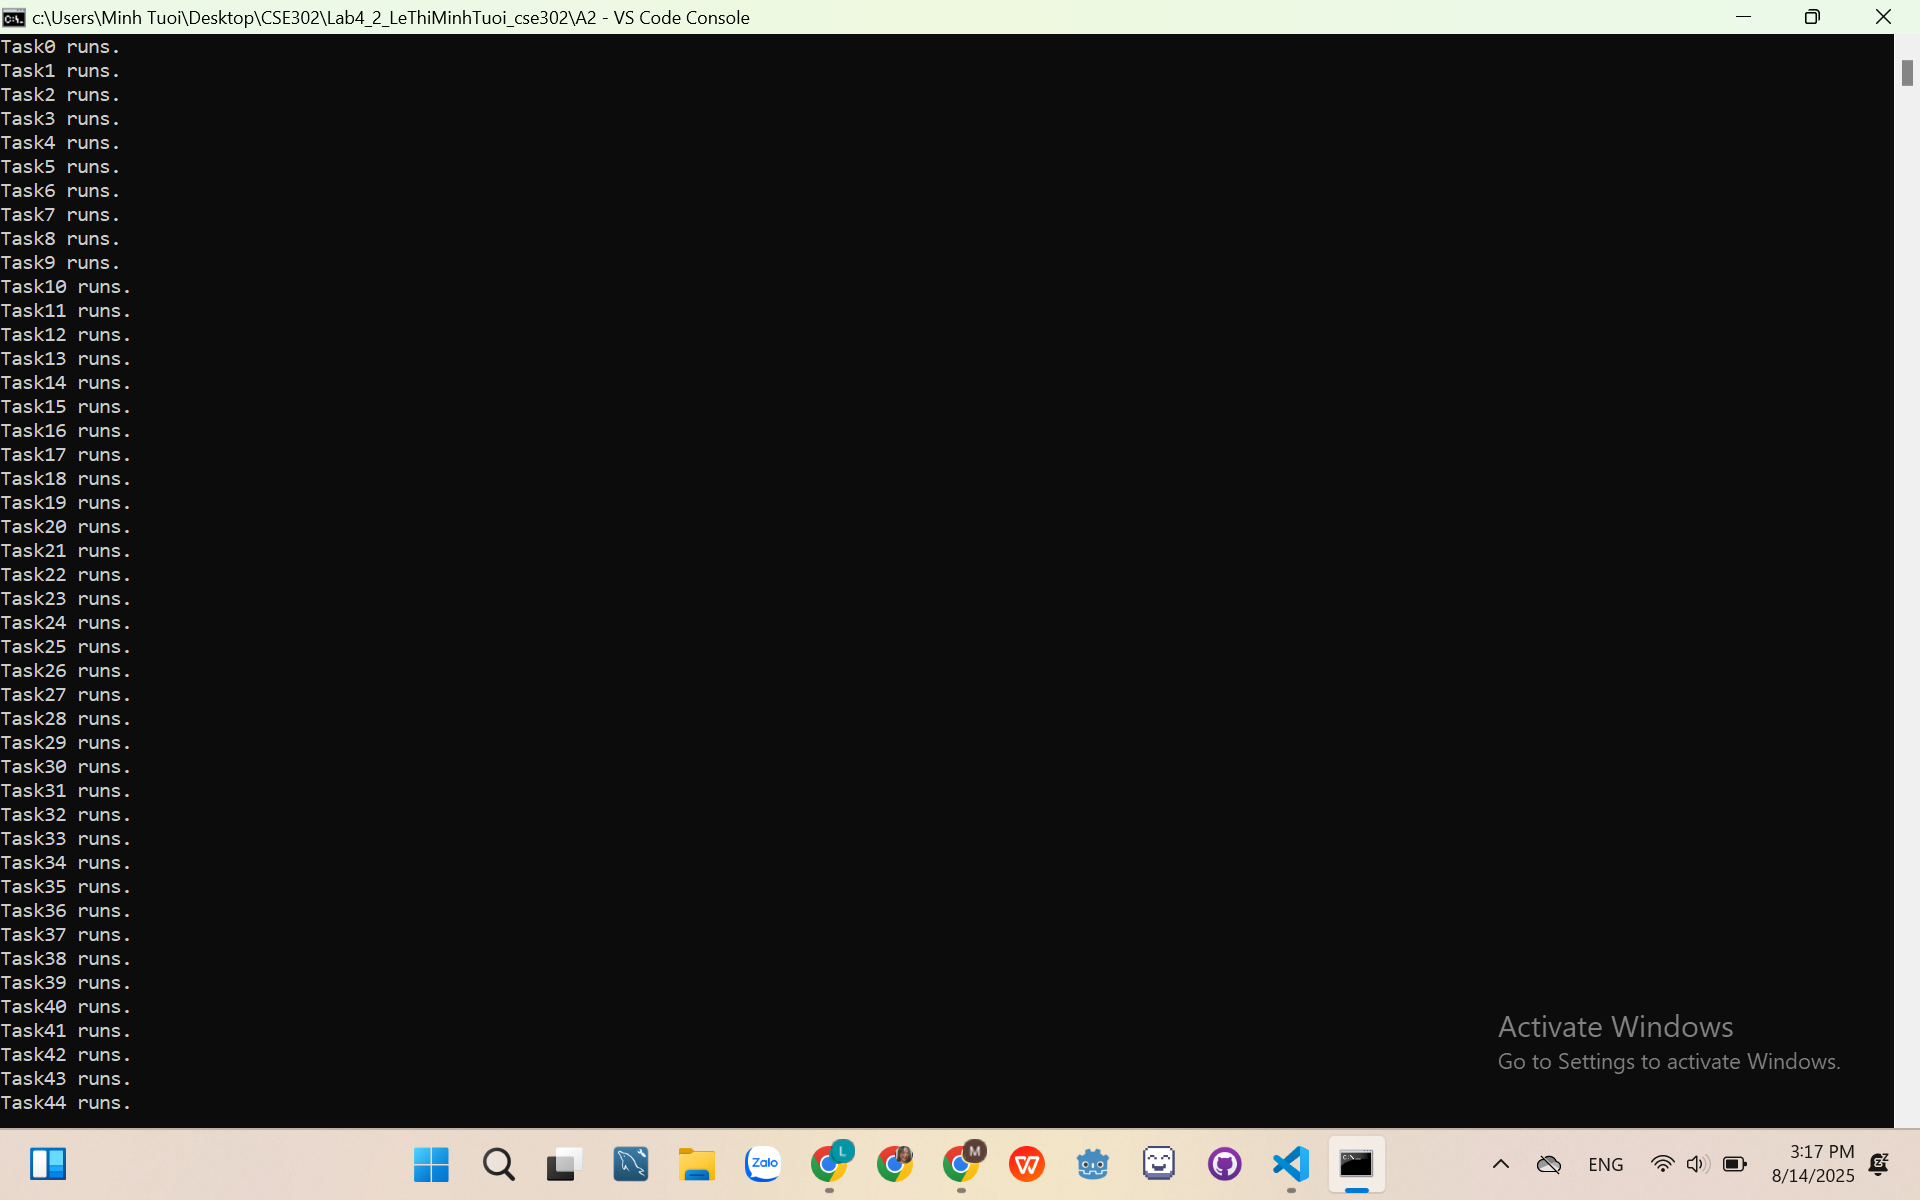 c:\Users\Minh Tuoi\Desktop\CSE302\Lab4_2_LeThiMinhTuoi_cse302\A2 - VS Code Console
Task0 runs.
Task1 runs.
Task2 runs.
Task3 runs.
Task4 runs.
Task5 runs.
Task6 runs.
Task7 runs.
Task8 runs.
Task9 runs.
Task10 runs.
Task11 runs.
Task12 runs.
Task13 runs.
Task14 runs.
Task15 runs.
Task16 runs.
Task17 runs.
Task18 runs.
Task19 runs.
Task20 runs.
Task21 runs.
Task22 runs.
Task23 runs.
Task24 runs.
Task25 runs.
Task26 runs.
Task27 runs.
Task28 runs.
Task29 runs.
Task30 runs.
Task31 runs.
Task32 runs.
Task33 runs.
Task34 runs.
Task35 runs.
Task36 runs.
Task37 runs.
Task38 runs.
Task39 runs.
Task40 runs.
Task41 runs.
Task42 runs.
Task43 runs.
Task44 runs.
Activate Windows
Go to Settings to activate Windows.
Zalo
L
M
W
ENG
3:17 PM
8/14/2025